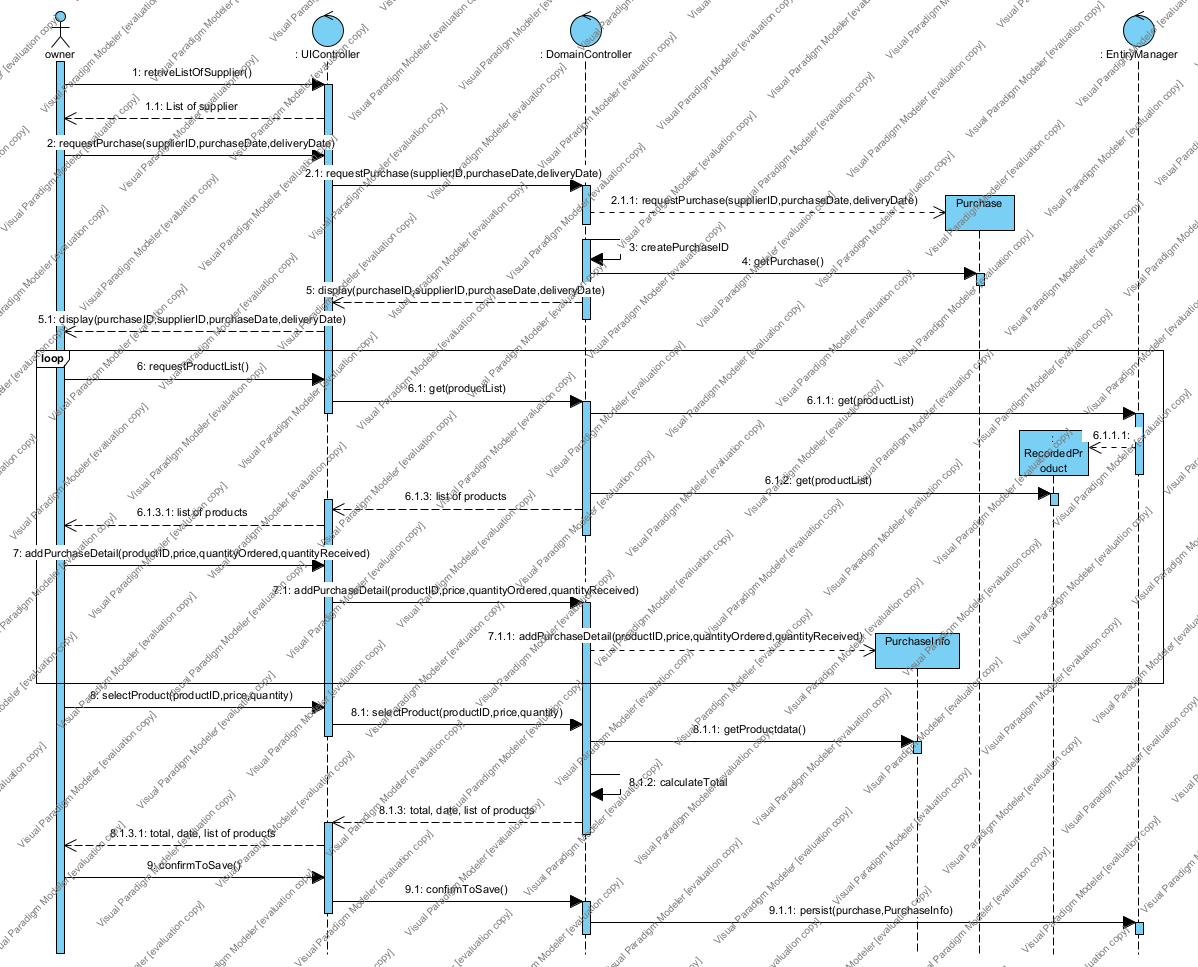 owner
: UIController
: DomainController
: EntiryManager
1: retriveListOfSupplier()
1.1: List of supplier
2: requestPurchase(supplierID,purchaseDate,deliveryDate)
2.1: requestPurchase(supplierID,purchaseDate,deliveryDate)
2.1.1: requestPurchase(supplierID,purchaseDate,deliveryDate)
Purchase
3: createPurchaseID
4: getPurchase()
5: display(purchaseID,supplierID,purchaseDate,deliveryDate)
5.1: display(purchaseID,supplierID,purchaseDate,deliveryDate)
loop
6: requestProductList()
6.1: get(productList)
6.1.1: get(productList)
6.1.1.1:
:
RecordedPr
oduct
6.1.2: get(productList)
6.1.3: list of products
6.1.3.1: list of products
7: addPurchaseDetail(productID,price,quantityOrdered,quantityReceived)
7.1: addPurchaseDetail(productID,price,quantityOrdered,quantityReceived)
7.1.1: addPurchaseDetail(productID,price,quantityOrdered,quantityReceived)
PurchaseInfo
8: selectProduct(productID,price,quantity)
8.1: selectProduct(productID,price,quantity)
8.1.1: getProductdata()
8.1.2: calculateTotal
8.1.3: total, date, list of products
8.1.3.1: total, date, list of products
9: confirmToSave()
9.1: confirmToSave()
9.1.1: persist(purchase,PurchaseInfo)
Visual Paradigm Modeler [evaluation copy]